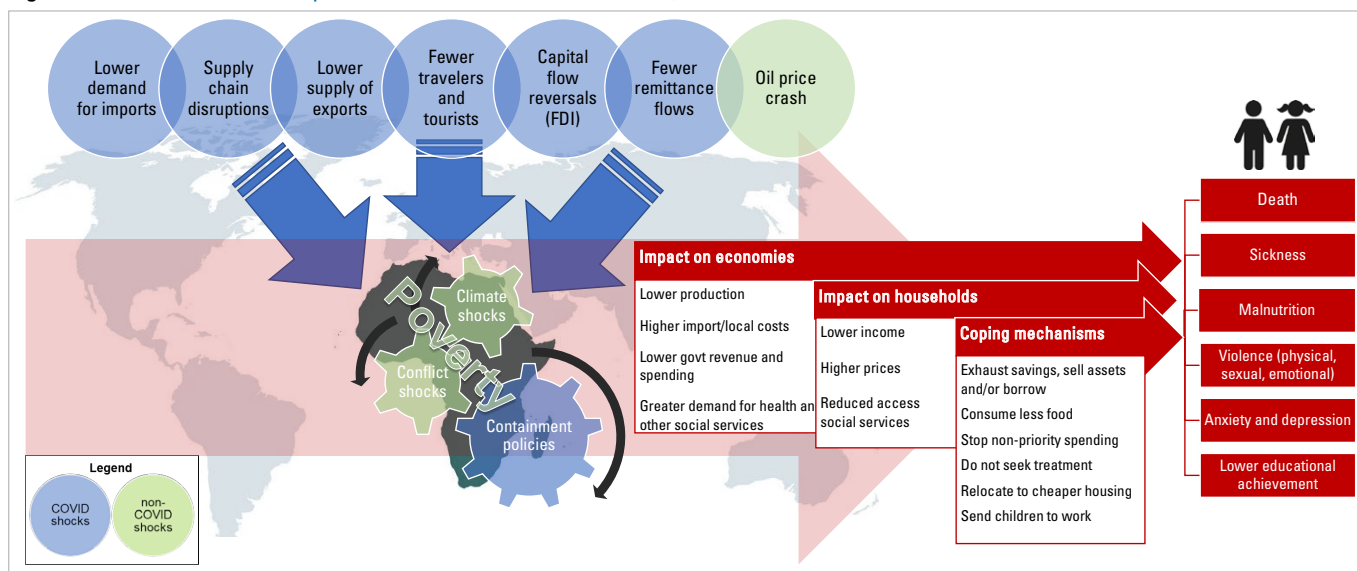 Lower
demand
for imports
Supply
chain
disruptions
Lower
supply of
exports
Fewer
travelers
and
tourists
Capital
flow
reversals
(FDI)
Fewer
remittance
flows
Oil price
crash
Poverty
Climate
shocks
Conflict
shocks
Containment
policies
Impact on economies
Lower production
Higher import/local costs
Lower govt revenue and
spending
Greater demand for health an
other social services
Impact on households
Lower income
Higher prices
Reduced access
social services
Coping mechanisms
Exhaust savings, sell assets
and/or borrow
Consume less food
Stop non-priority spending
Do not seek treatment
Relocate to cheaper housing
Send children to work
Death
Sickness
Malnutrition
Violence (physical,
sexual, emotional)
Anxiety and depression
Lower educational
achievement
Legend
COVID
shocks
non-
COVID
shocks